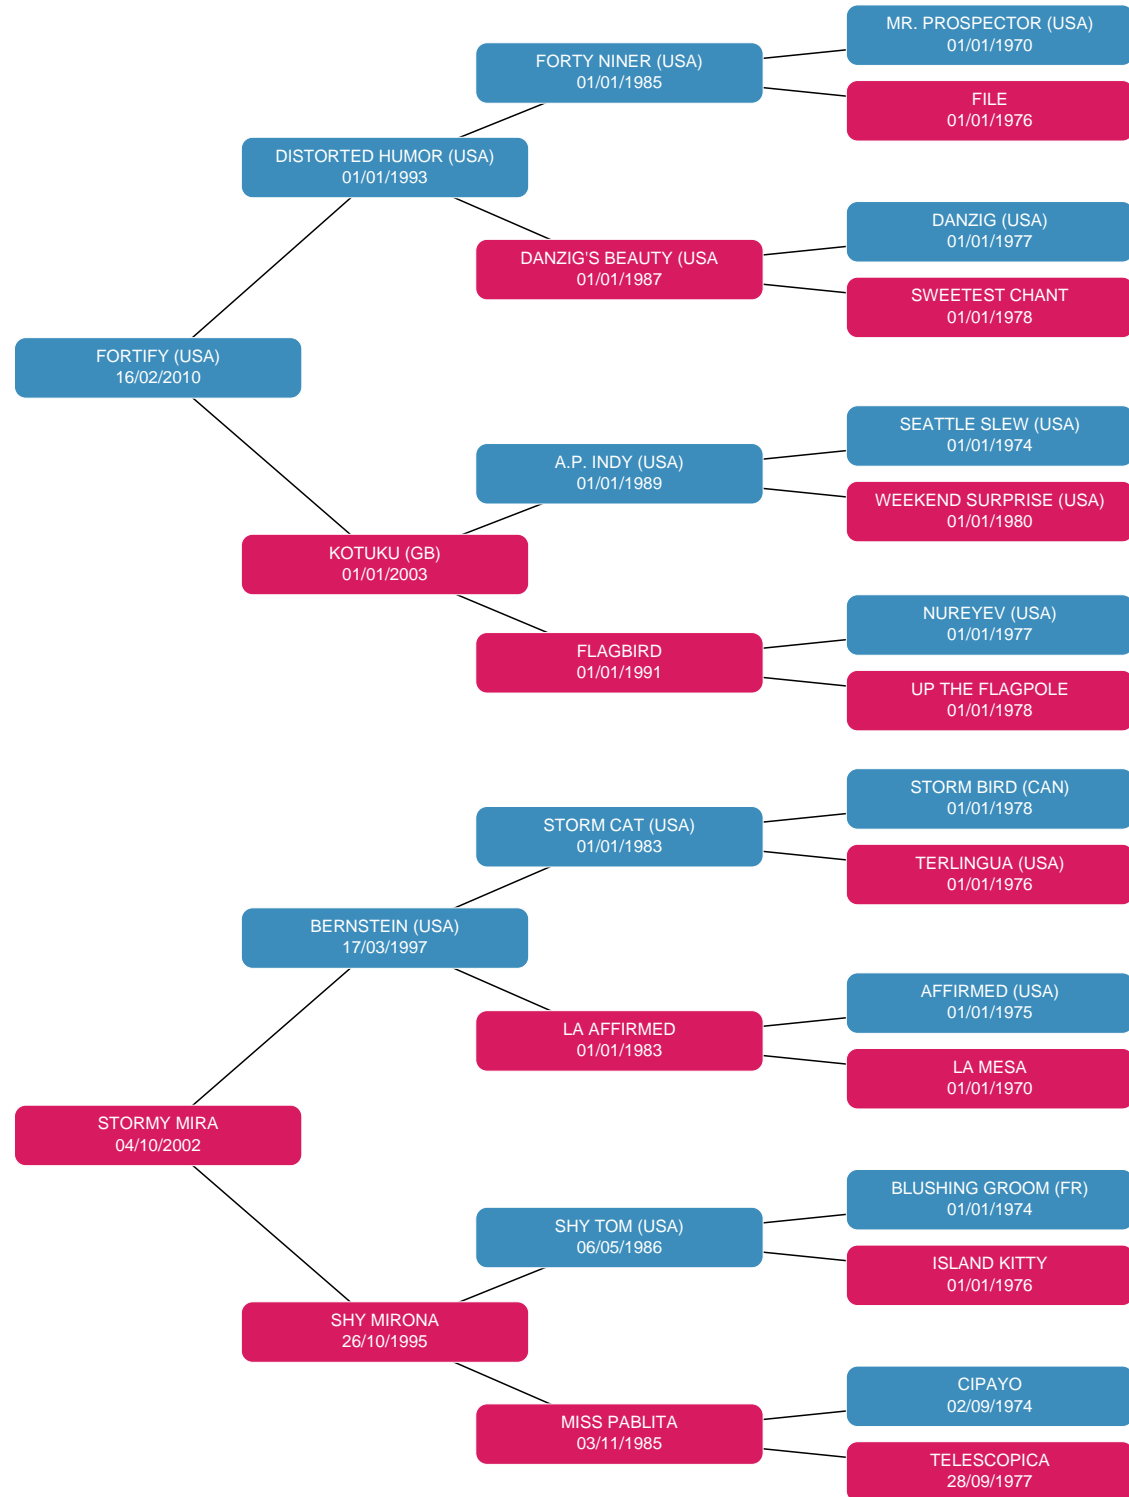 MR. PROSPECTOR (USA)
01/01/1970
FORTY NINER (USA)
01/01/1985
FILE
01/01/1976
DISTORTED HUMOR (USA)
01/01/1993
DANZIG (USA)
01/01/1977
DANZIG'S BEAUTY (USA
01/01/1987
SWEETEST CHANT
01/01/1978
FORTIFY (USA)
16/02/2010
SEATTLE SLEW (USA)
01/01/1974
A.P. INDY (USA)
01/01/1989
WEEKEND SURPRISE (USA)
01/01/1980
KOTUKU (GB)
01/01/2003
NUREYEV (USA)
01/01/1977
FLAGBIRD
01/01/1991
UP THE FLAGPOLE
01/01/1978
STORM BIRD (CAN)
01/01/1978
STORM CAT (USA)
01/01/1983
TERLINGUA (USA)
01/01/1976
BERNSTEIN (USA)
17/03/1997
AFFIRMED (USA)
01/01/1975
LA AFFIRMED
01/01/1983
LA MESA
01/01/1970
STORMY MIRA
04/10/2002
BLUSHING GROOM (FR)
01/01/1974
SHY TOM (USA)
06/05/1986
ISLAND KITTY
01/01/1976
SHY MIRONA
26/10/1995
CIPAYO
02/09/1974
MISS PABLITA
03/11/1985
TELESCOPICA
28/09/1977